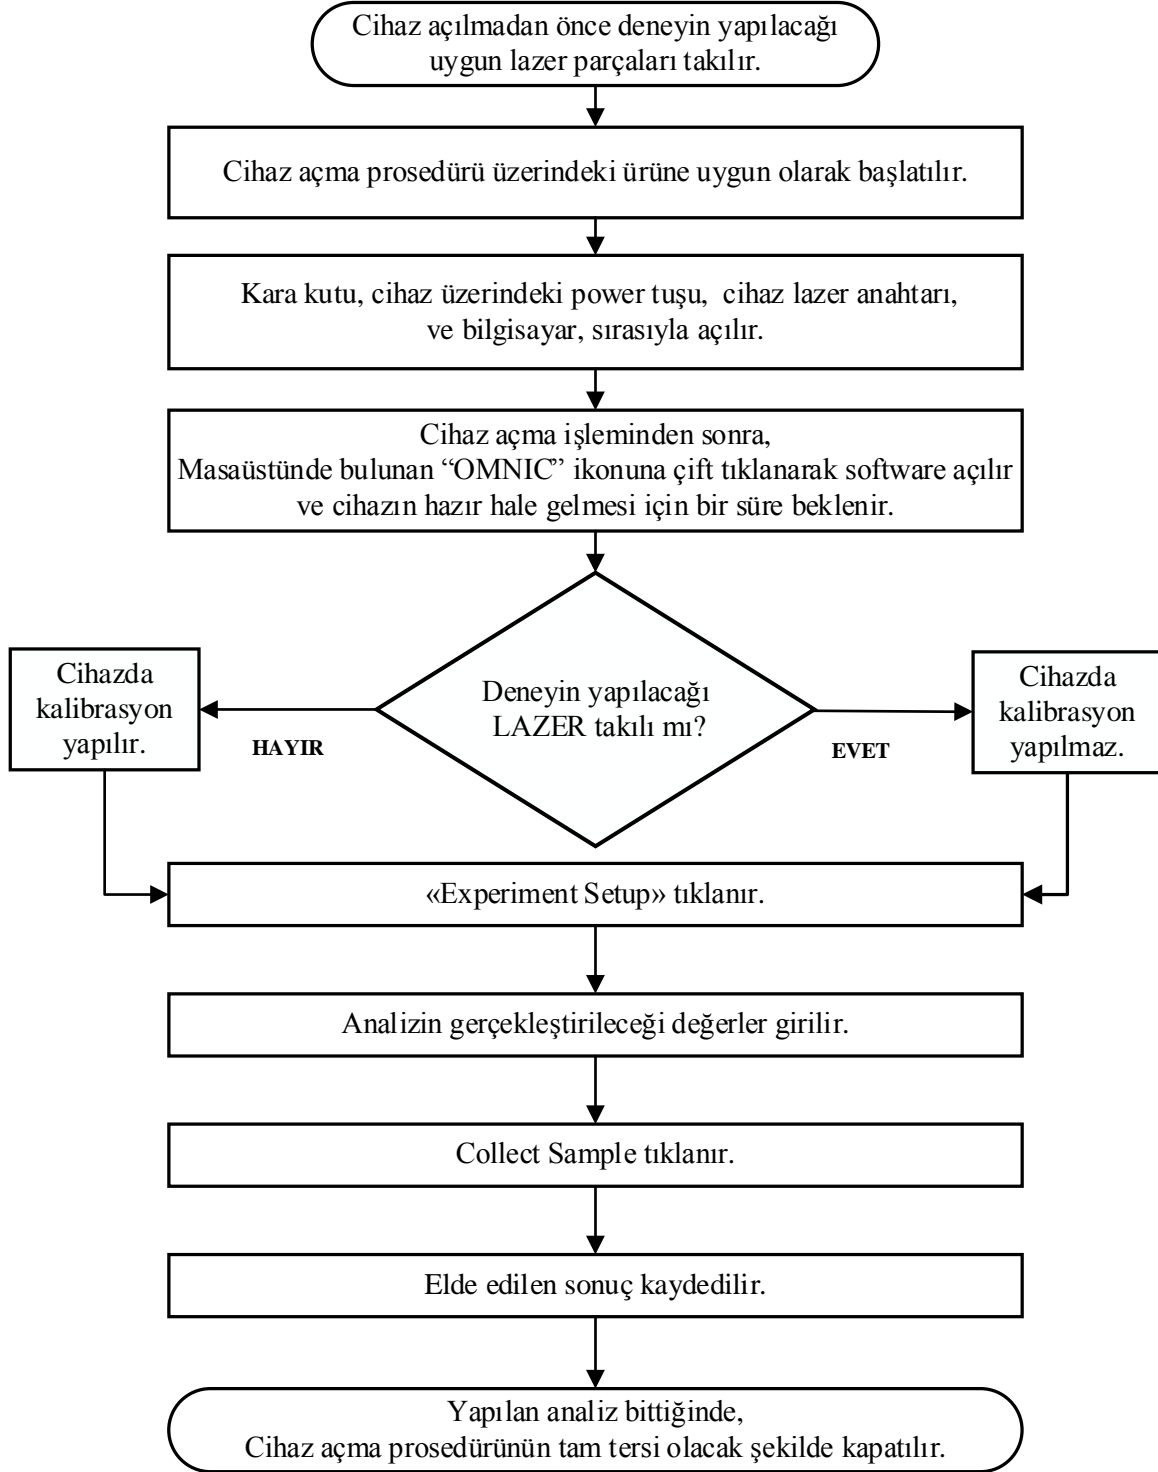 Cihaz açılmadan önce deneyin yapılacağı
uygun lazer parçaları takılır.
Cihaz açma prosedürü üzerindeki ürüne uygun olarak başlatılır.
Kara kutu, cihaz üzerindeki power tuşu, cihaz lazer anahtarı,
ve bilgisayar, sırasıyla açılır.
Cihaz açma işleminden sonra,
Masaüstünde bulunan “OMNIC” ikonuna çift tıklanarak software açılır
ve cihazın hazır hale gelmesi için bir süre beklenir.
Deneyin yapılacağı
LAZER takılı mı?
HAYIR
Cihazda
kalibrasyon
yapılır.
EVET
Cihazda
kalibrasyon
yapılmaz.
«Experiment Setup» tıklanır.
Analizin gerçekleştirileceği değerler girilir.
Collect Sample tıklanır.
Elde edilen sonuç kaydedilir.
Yapılan analiz bittiğinde,
Cihaz açma prosedürünün tam tersi olacak şekilde kapatılır.